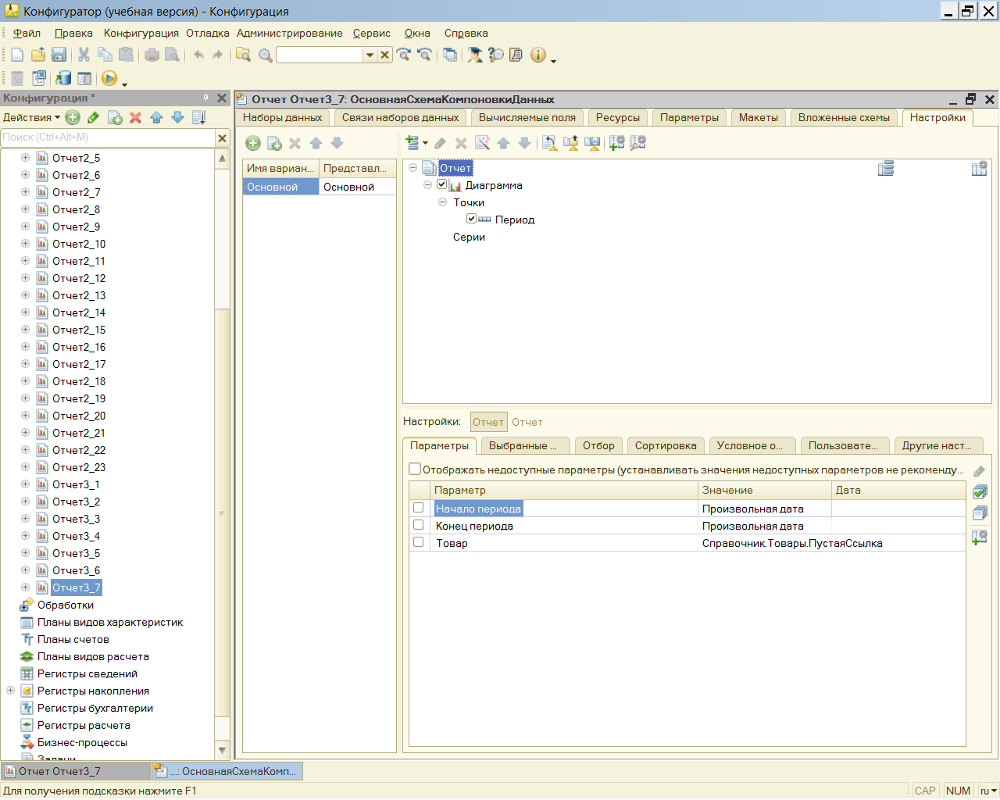 Конфигуратор (учебная версия) - Конфигурация
Файл Правка Конфигурация Отладка Администрирование Сервис Окна Справка
Конфигурация *
Действия
Поиск (Ctrl+Alt+M)
Отчет2_5
Отчет2_6
Отчет2_7
Отчет2_8
Отчет2_9
Отчет2_10
Отчет2_11
Отчет2_12
Отчет2_13
Отчет2_14
Отчет2_15
Отчет2_16
Отчет2_17
Отчет2_18
Отчет2_19
Отчет2_20
Отчет2_21
Отчет2_22
Отчет2_23
Отчет3_1
Отчет3_2
Отчет3_3
Отчет3_4
Отчет3_5
Отчет3_6
Отчет3_7
Обработки
Планы видов характеристик
Планы счетов
Планы видов расчета
Регистры сведений
Регистры накопления
Регистры бухгалтерии
Регистры расчета
Бизнес-процессы
Задачи
Отчет Отчет3_7: ОсновнаяСхемаКомпоновкиДанных
Наборы данных Связи наборов данных Вычисляемые поля Ресурсы Параметры Макеты Вложенные схемы Настройки
Имя вариан... Представл...
Основной Основной
Отчет
Диаграмма
Точки
Период
Серии
Настройки: Отчет Отчет
Параметры Выбранные ... Отбор Сортировка Условное о... Пользовате... Другие наст...
Отображать недоступные параметры (устанавливать значения недоступных параметров не рекоменду...
Параметр Значение Дата
Начало периода Произвольная дата
Конец периода Произвольная дата
Товар Справочник.Товары.ПустаяСсылка
Отчет Отчет3_7 ...: ОсновнаяСхемаКомп...
Для получения подсказки нажмите F1 CAP NUM ru